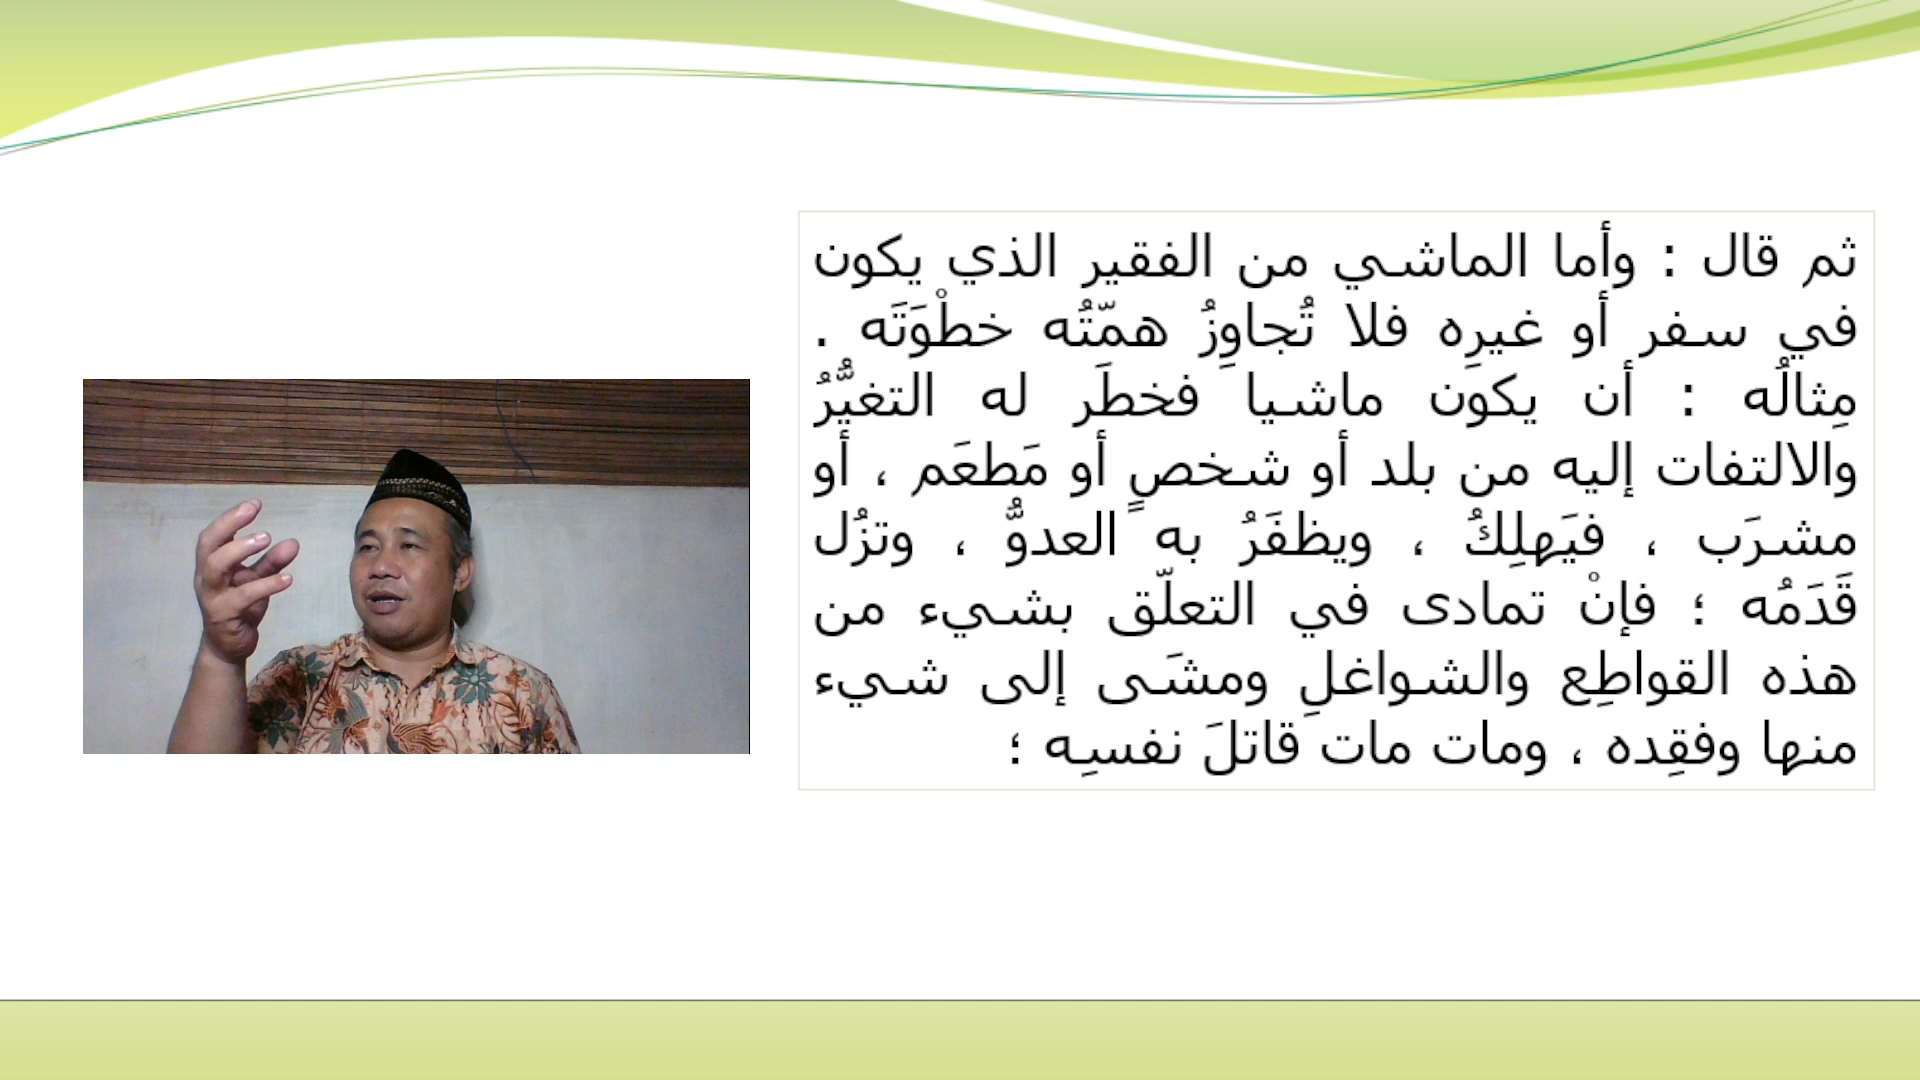 ثم قال : وأما الماشي من الفقير الذي يكون
في سفر أو غيرِه فلا تُجاوِزُ همّتُه خطْوَتَه .
مِثالُه : أن يكون ماشيا فخطَر له التغيُّرُ
والالتفات إليه من بلد أو شخصٍ أو مَطعَم ، أو
مشرَب ، فيَهلِكُ ، ويظفَرُ به العدوُّ ، وتزُل
قَدَمُه ؛ فإنْ تمادى في التعلّق بشيء من
هذه القواطِع والشواغلِ ومشَى إلى شيء
منها وفقِده ، ومات مات قاتلَ نفسِه ؛